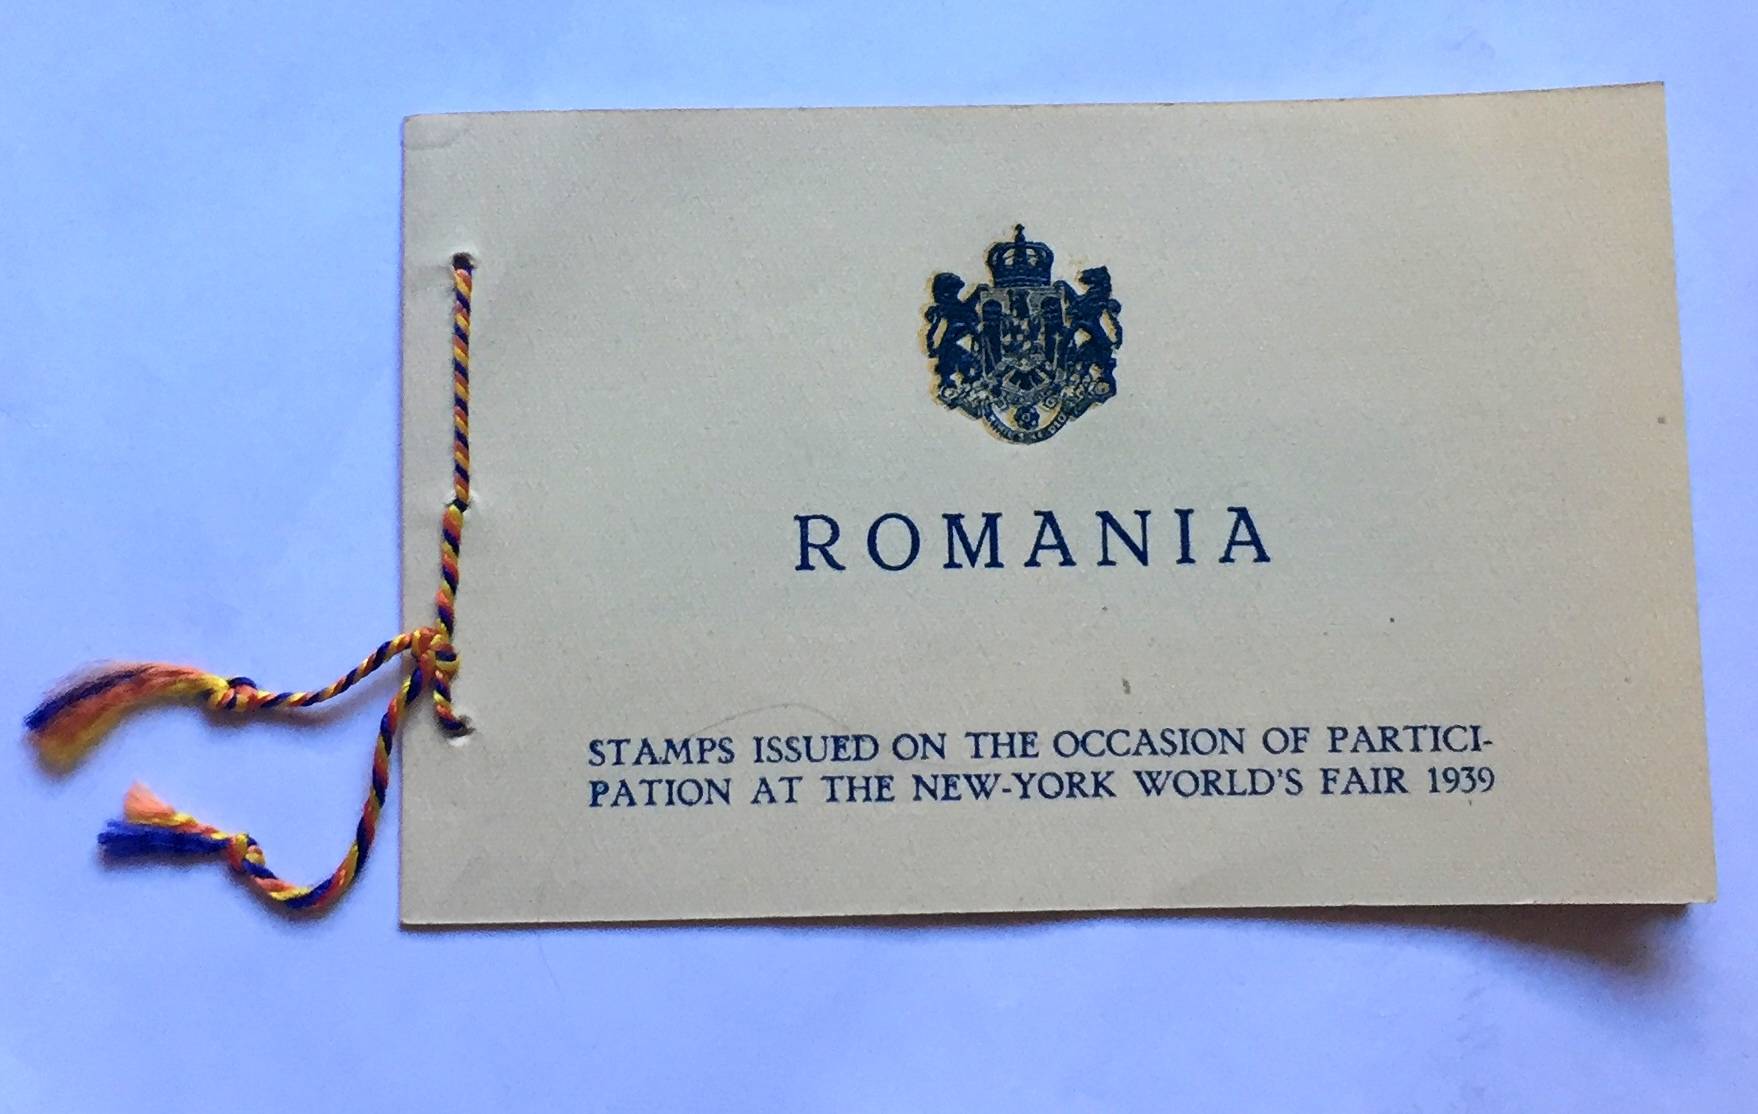 ROMANIA
STAMPS ISSUED ON THE OCCASION OF PARTICI-
PATION AT THE NEW-YORK WORLD'S FAIR 1939